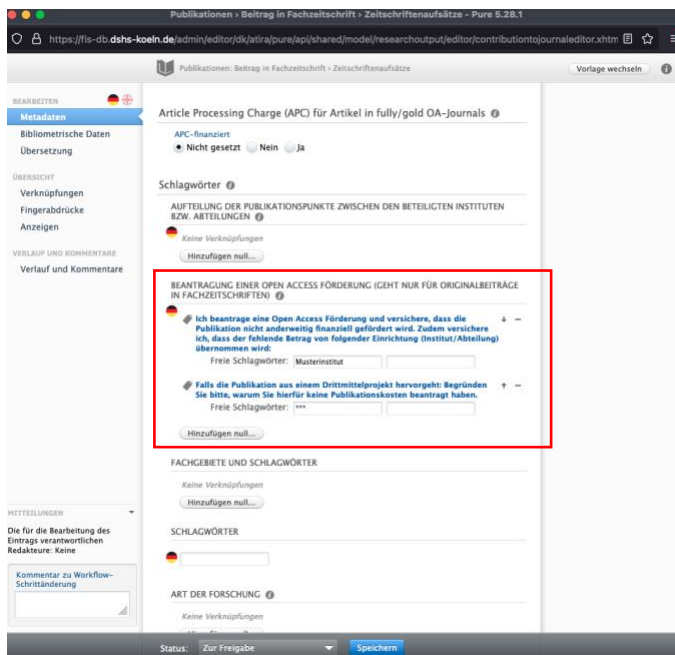 Publikationen › Beitrag in Fachzeitschrift › Zeitschriftenaufsätze - Pure 5.28.1
https://fis-db.dshs-koeln.de/admin/editor/dk/atira/pure/api/shared/model/researchoutput/editor/contributiontojournaleditor.xhtm
Publikationen: Beitrag in Fachzeitschrift › Zeitschriftenaufsätze
Vorlage wechseln
BEARBEITEN
Metadaten
Bibliometrische Daten
Übersetzung
ÜBERSICHT
Verknüpfungen
Fingerabdrücke
Anzeigen
VERLAUF UND KOMMENTARE
Verlauf und Kommentare
Article Processing Charge (APC) für Artikel in fully/gold OA-Journals
APC-finanziert
Nicht gesetzt Nein Ja
Schlagwörter
AUFTEILUNG DER PUBLIKATIONSPUNKTE ZWISCHEN DEN BETEILIGTEN INSTITUTEN
BZW. ABTEILUNGEN
Keine Verknüpfungen
Hinzufügen null...
BEANTRAGUNG EINER OPEN ACCESS FÖRDERUNG (GEHT NUR FÜR ORIGINALBEITRÄGE
IN FACHZEITSCHRIFTEN)
Ich beantrage eine Open Access Förderung und versichere, dass die
Publikation nicht anderweitig finanziell gefördert wird. Zudem versichere
ich, dass der fehlende Betrag von folgender Einrichtung (Institut/Abteilung)
übernommen wird:
Freie Schlagwörter: Musterinstitut
Falls die Publikation aus einem Drittmittelprojekt hervorgeht: Begründen
Sie bitte, warum Sie hierfür keine Publikationskosten beantragt haben.
Freie Schlagwörter: ***
Hinzufügen null...
FACHGEBIETE UND SCHLAGWÖRTER
Keine Verknüpfungen
Hinzufügen null...
SCHLAGWÖRTER
ART DER FORSCHUNG
Keine Verknüpfungen
MITTEILUNGEN
Die für die Bearbeitung des
Eintrags verantwortlichen
Redakteure: Keine
Kommentar zu Workflow-
Schrittänderung
Status: Zur Freigabe
Speichern